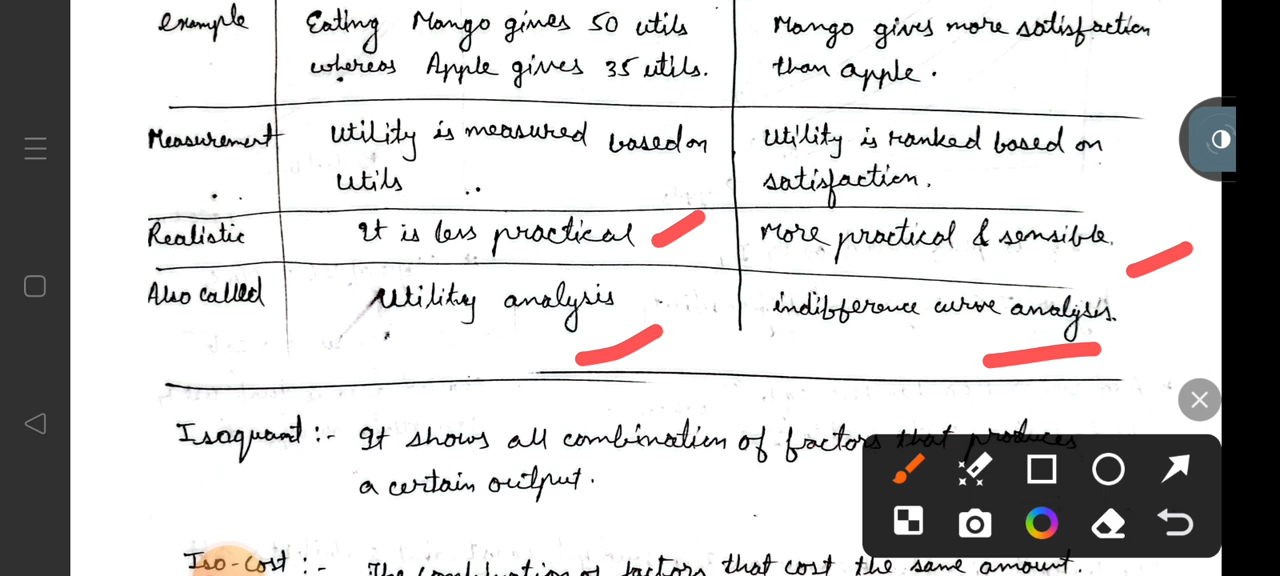 example Eating Mango gives 50 utils Mango gives more satisfaction
whereas Apple gives 35 utils. than apple.
Measurement Utility is measured based on Utility is ranked based on
Utils satisfaction.
Realistic It is less practical More practical & sensible.
Also called Utility analysis indifference curve analysis.
Isoquant :- It shows all combination of factors that produces
a certain output.
Iso-cost :- The combination of factors that cost the same amount.